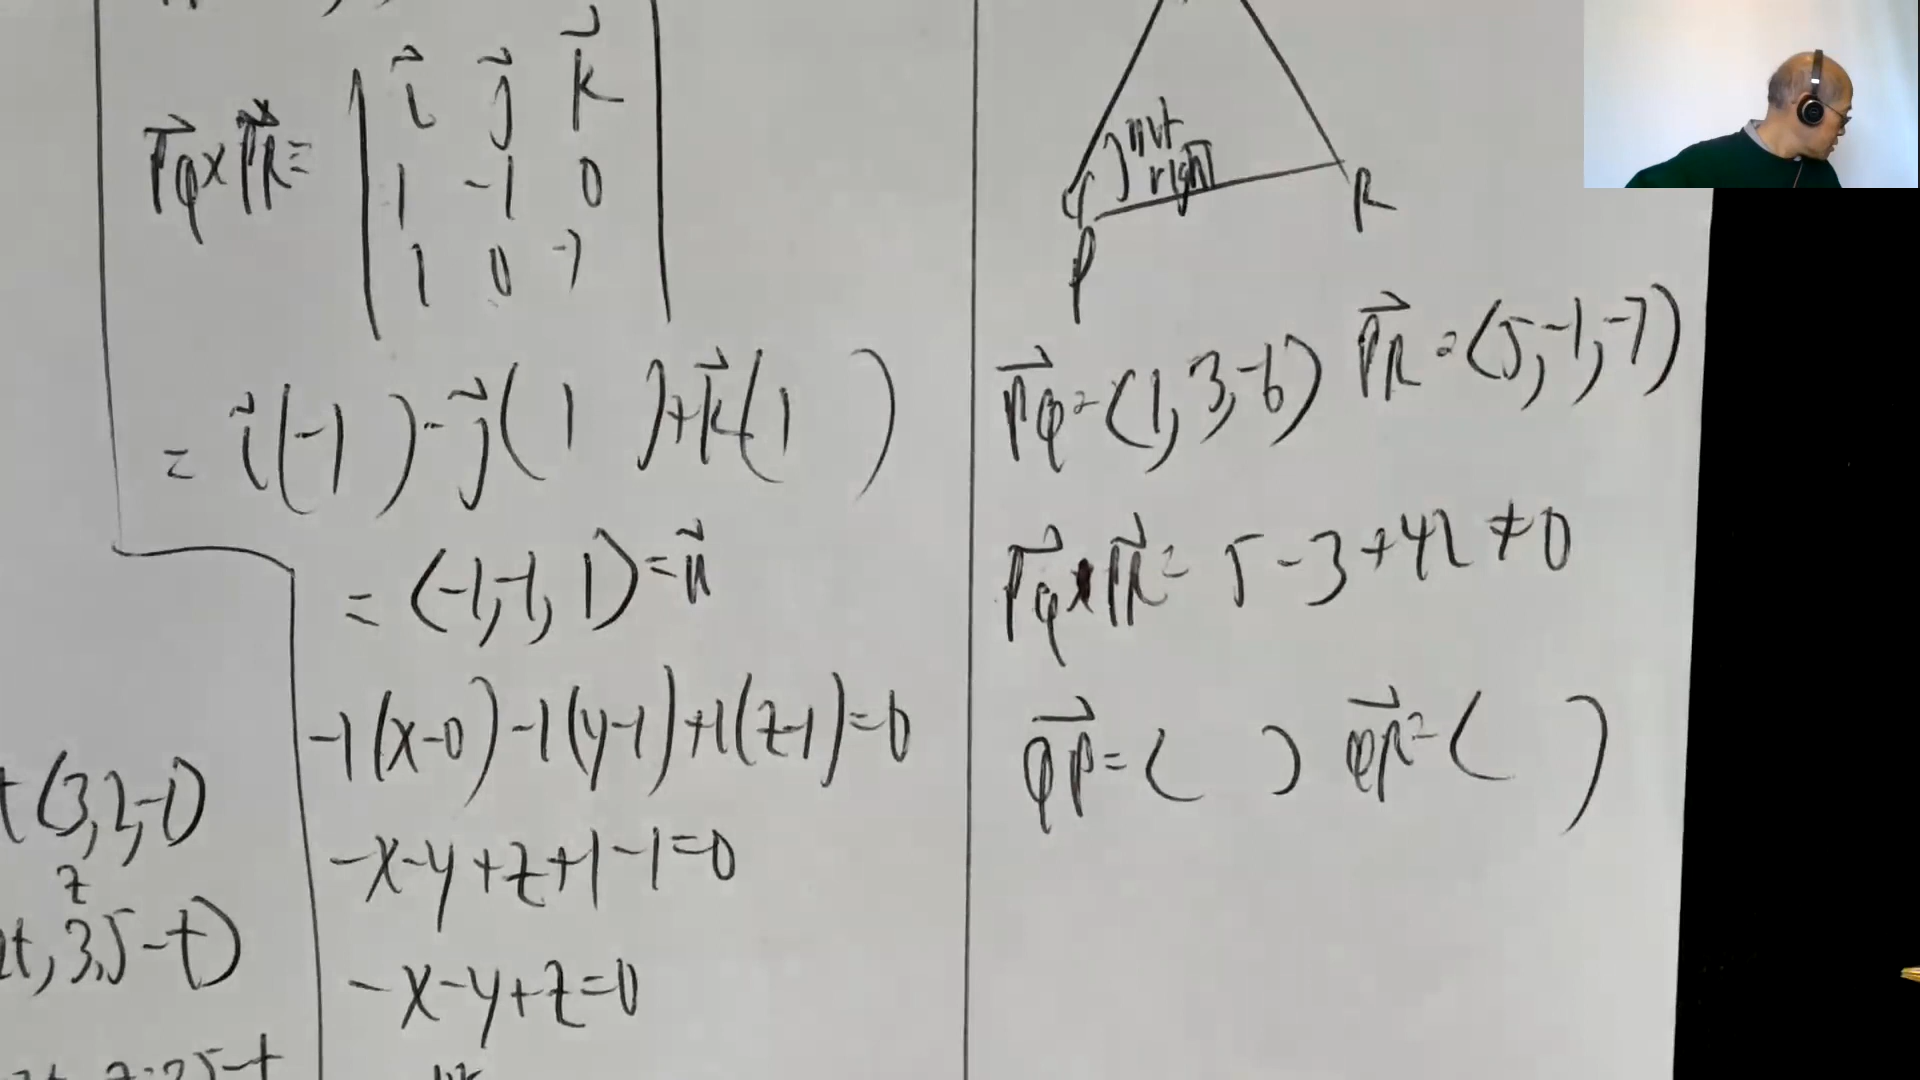 i⃗ j⃗ k⃗
PQ⃗ × PR⃗ = | 1 -1 0
1 0 -1 |
= i⃗(-1 ) - j⃗( 1 ) + k⃗(1 )
= (-1, -1, 1) = n⃗
-1(x-0) -1(y-1) +1(z-1) = 0
-x-y+z+1-1=0
-x-y+z=0
t(3,2,-1)
z
t, 3.5-t)
not
right
P
R
PQ⃗ = (1, 3, -6) PR⃗ = (5, -1, -7)
PQ⃗ • PR⃗ = 5 - 3 + 42 ≠ 0
QP⃗ = ( ) QR⃗ = ( )